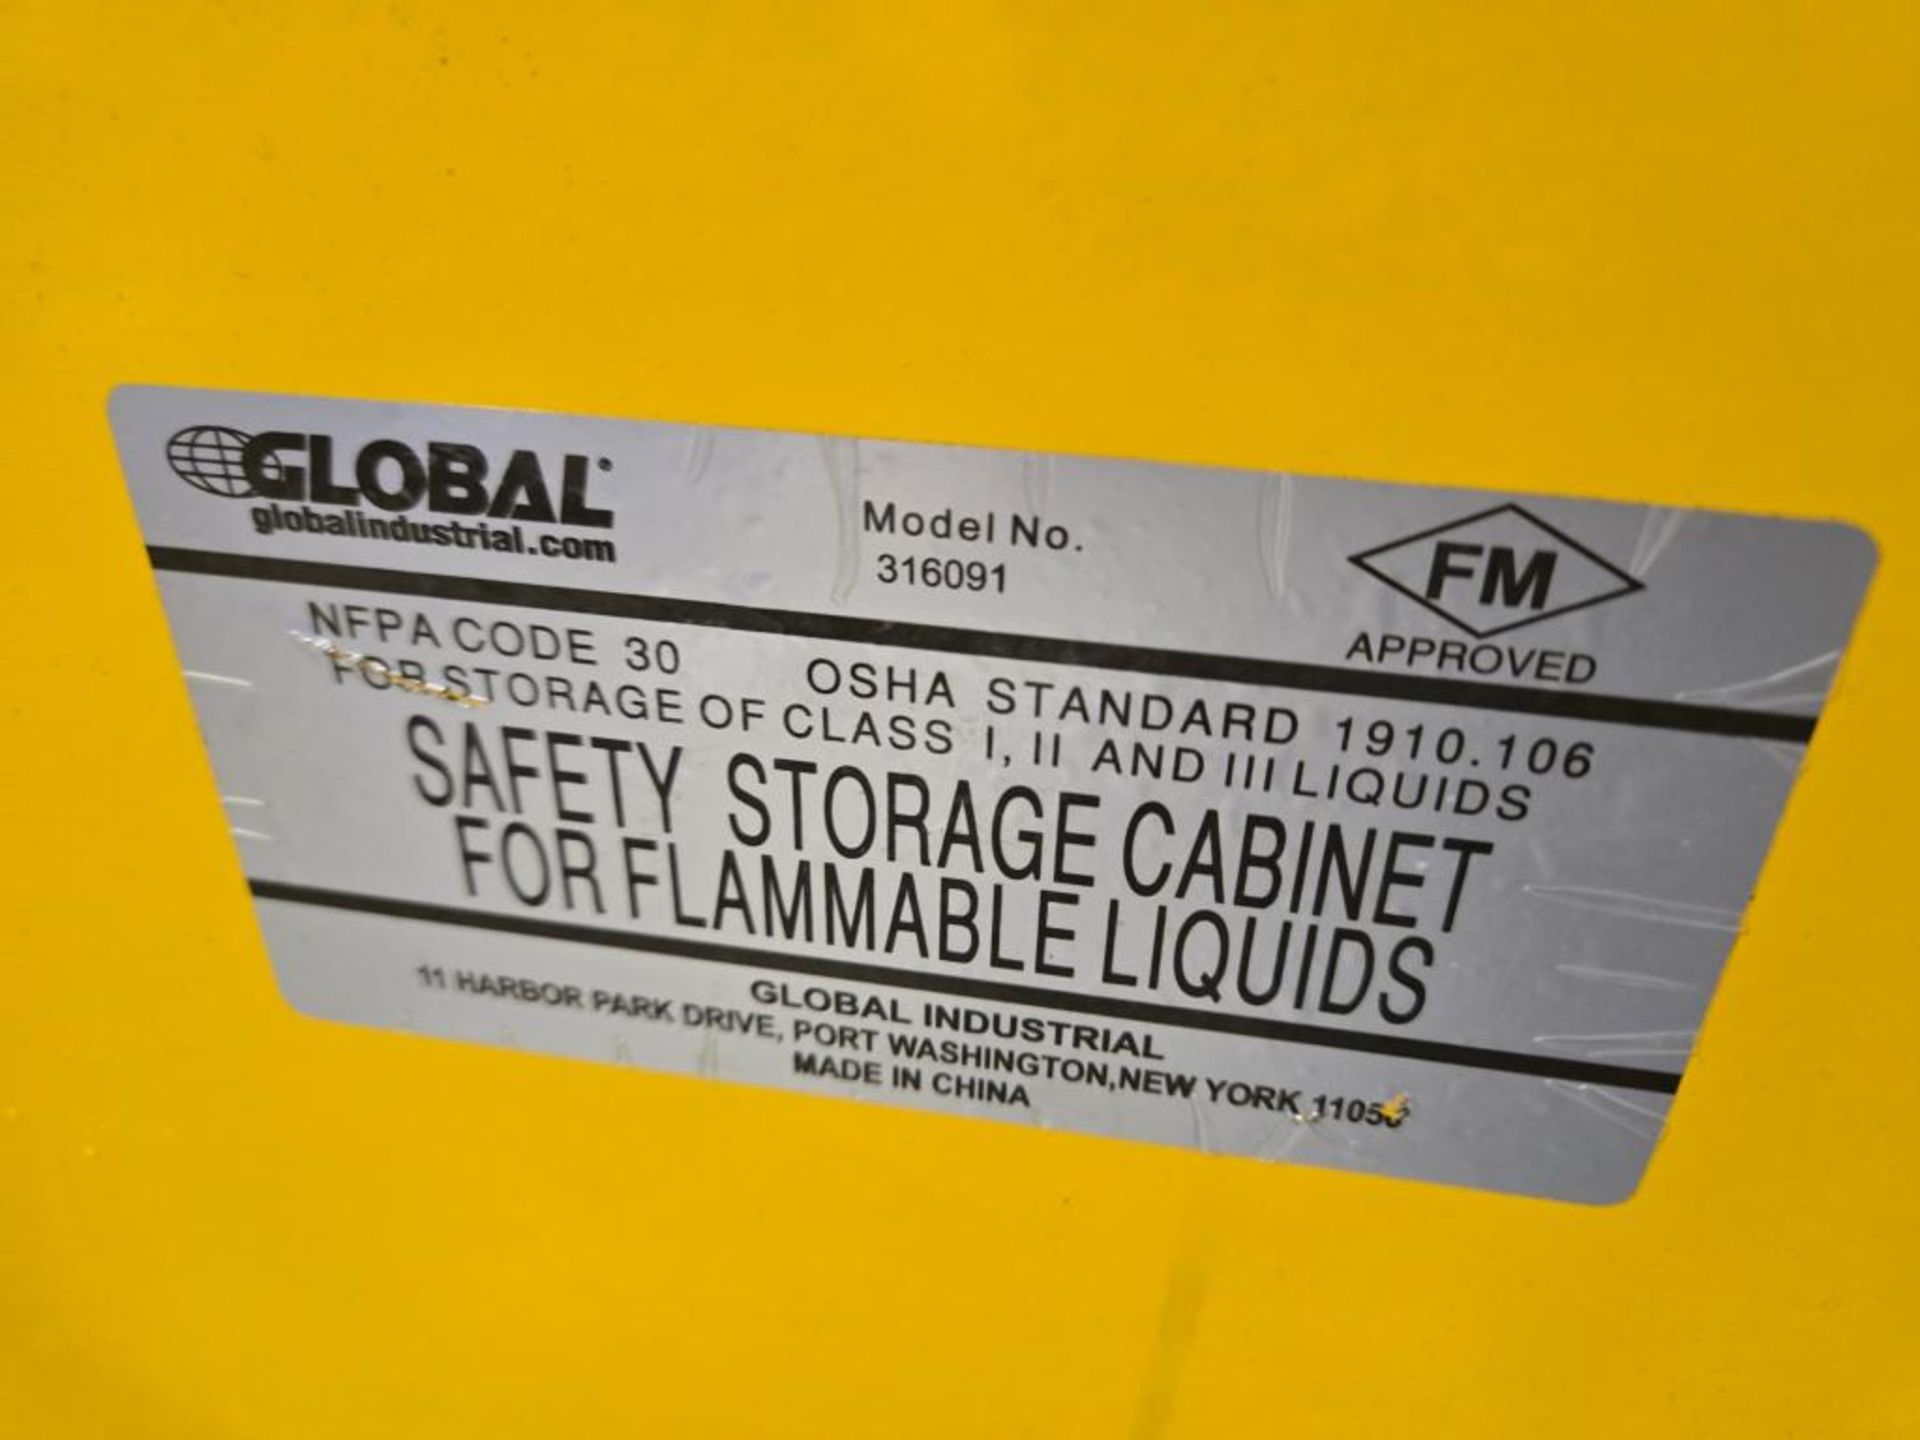 GLOBAL®
globalindustrial.com
Model No.
316091
FM
APPROVED
NFPA CODE 30 OSHA STANDARD 1910.106
FOR STORAGE OF CLASS I, II AND III LIQUIDS
SAFETY STORAGE CABINET
FOR FLAMMABLE LIQUIDS
GLOBAL INDUSTRIAL
11 HARBOR PARK DRIVE, PORT WASHINGTON,NEW YORK
MADE IN CHINA